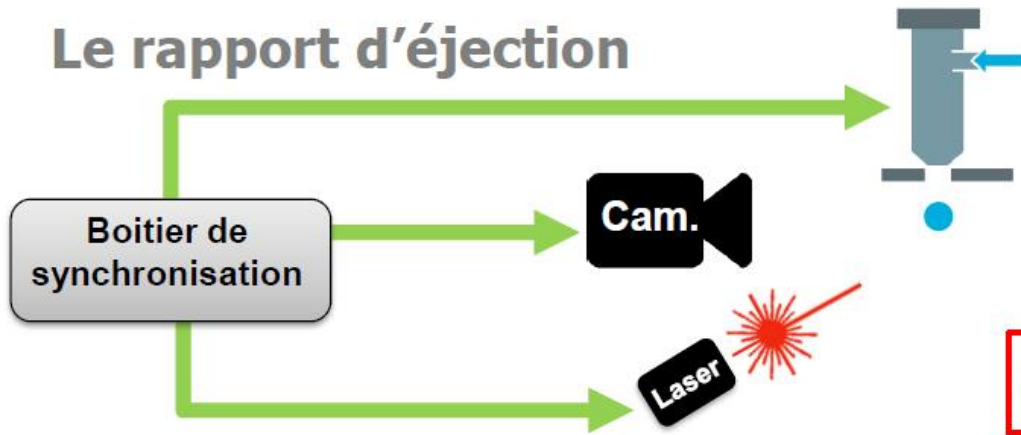 Le rapport d'éjection
Boitier de
synchronisation
Cam.
Laser